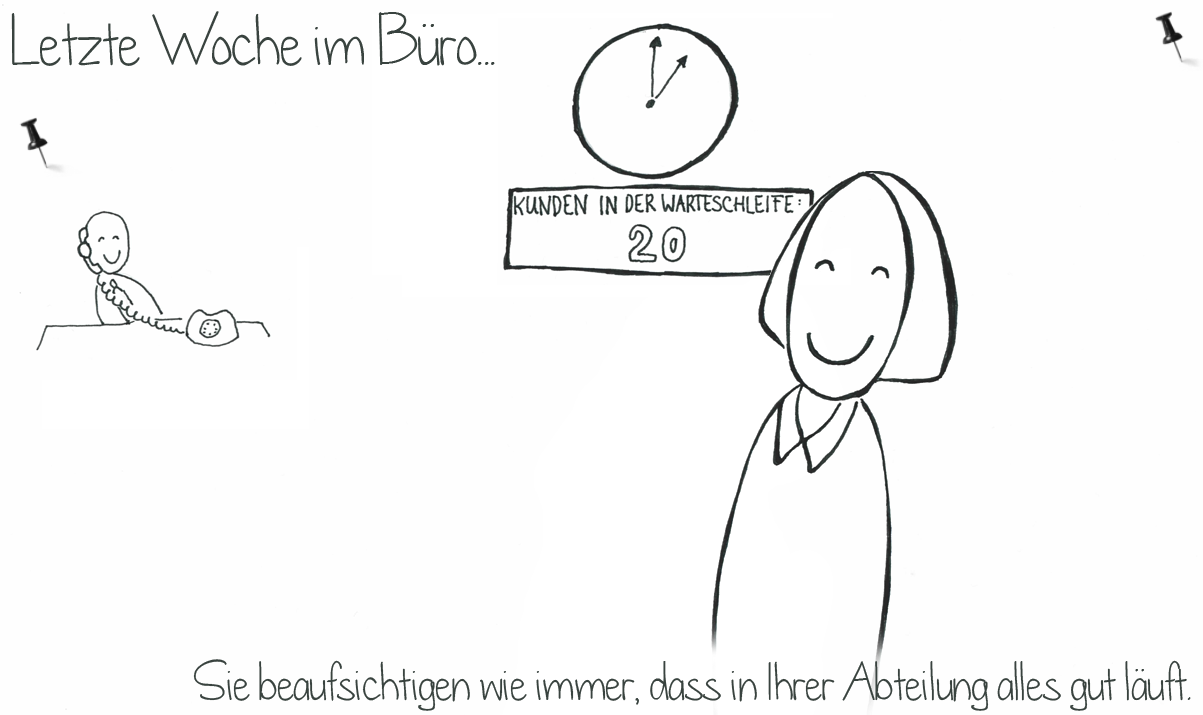 Letzte Woche im Büro...
KUNDEN IN DER WARTESCHLEIFE:
20
Sie beaufsichtigen wie immer, dass in Ihrer Abteilung alles gut läuft.